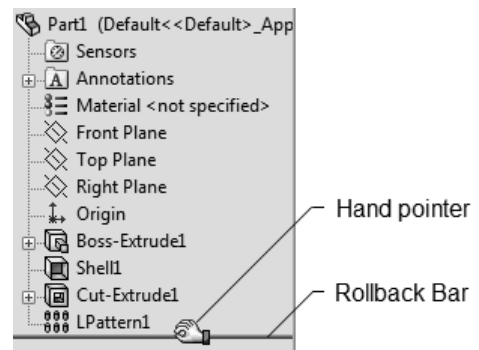 Part1 (Default<<Default>_App
Sensors
Annotations
Material <not specified>
Front Plane
Top Plane
Right Plane
Origin
Hand pointer
Boss-Extrude1
Shell1
Cut-Extrude1
Rollback Bar
LPattern1